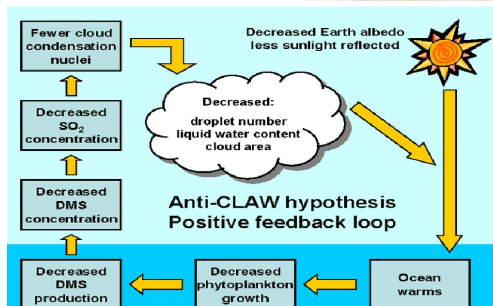 Fewer cloud
condensation
nuclei
Decreased Earth albedo
less sunlight reflected
Decreased:
droplet number
liquid water content
cloud area
Decreased
SO₂
concentration
Decreased
DMS
concentration
Anti-CLAW hypothesis
Positive feedback loop
Decreased
DMS
production
Decreased
phytoplankton
growth
Ocean
warms